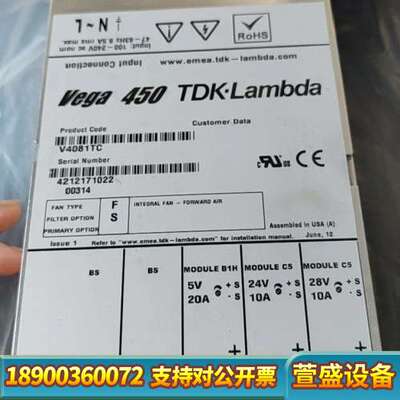 L ~ N
Input Connection
Input: 100-240V ac nom
47-63Hz 8.5A rms max
RoHS
www.emea.tdk-lambda.com
Vega 450 TDK·Lambda
Product Code
Customer Data
V4081TC
Serial Number
4212171022
00314
FAN TYPE F INTEGRAL FAN - FORWARD AIR
FILTER OPTION S
PRIMARY OPTION
Assembled in USA (A)
Issue 1 Refer to "www.emea.tdk-lambda.com" for installation manual. June, 12
BS BS MODULE B1H MODULE C5 MODULE C5
5V + S 24V + S 28V + S
20A - S 10A - S 10A - S
+ + +
18900360072 支持对公开票 萱盛设备